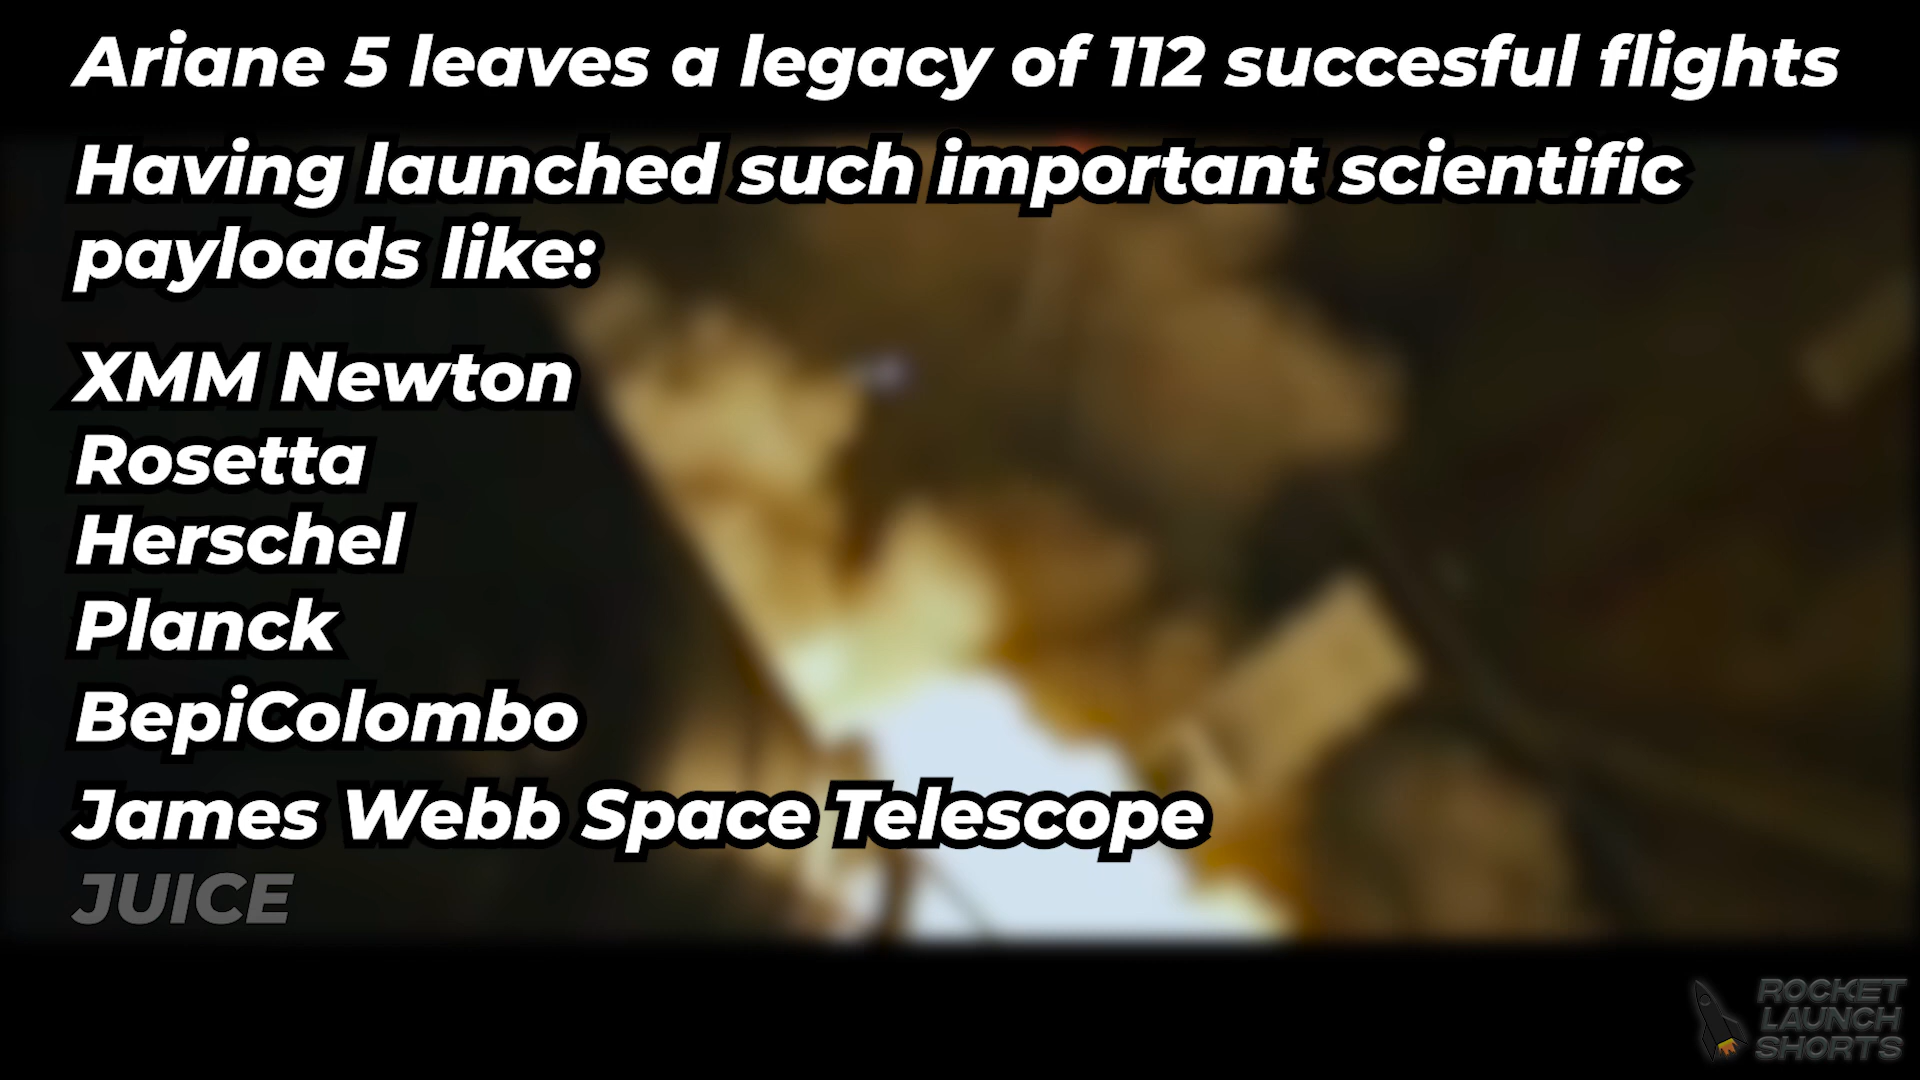 Ariane 5 leaves a legacy of 112 succesful flights
Having launched such important scientific
payloads like:
XMM Newton
Rosetta
Herschel
Planck
BepiColombo
James Webb Space Telescope
JUICE
ROCKET
LAUNCH
SHORTS